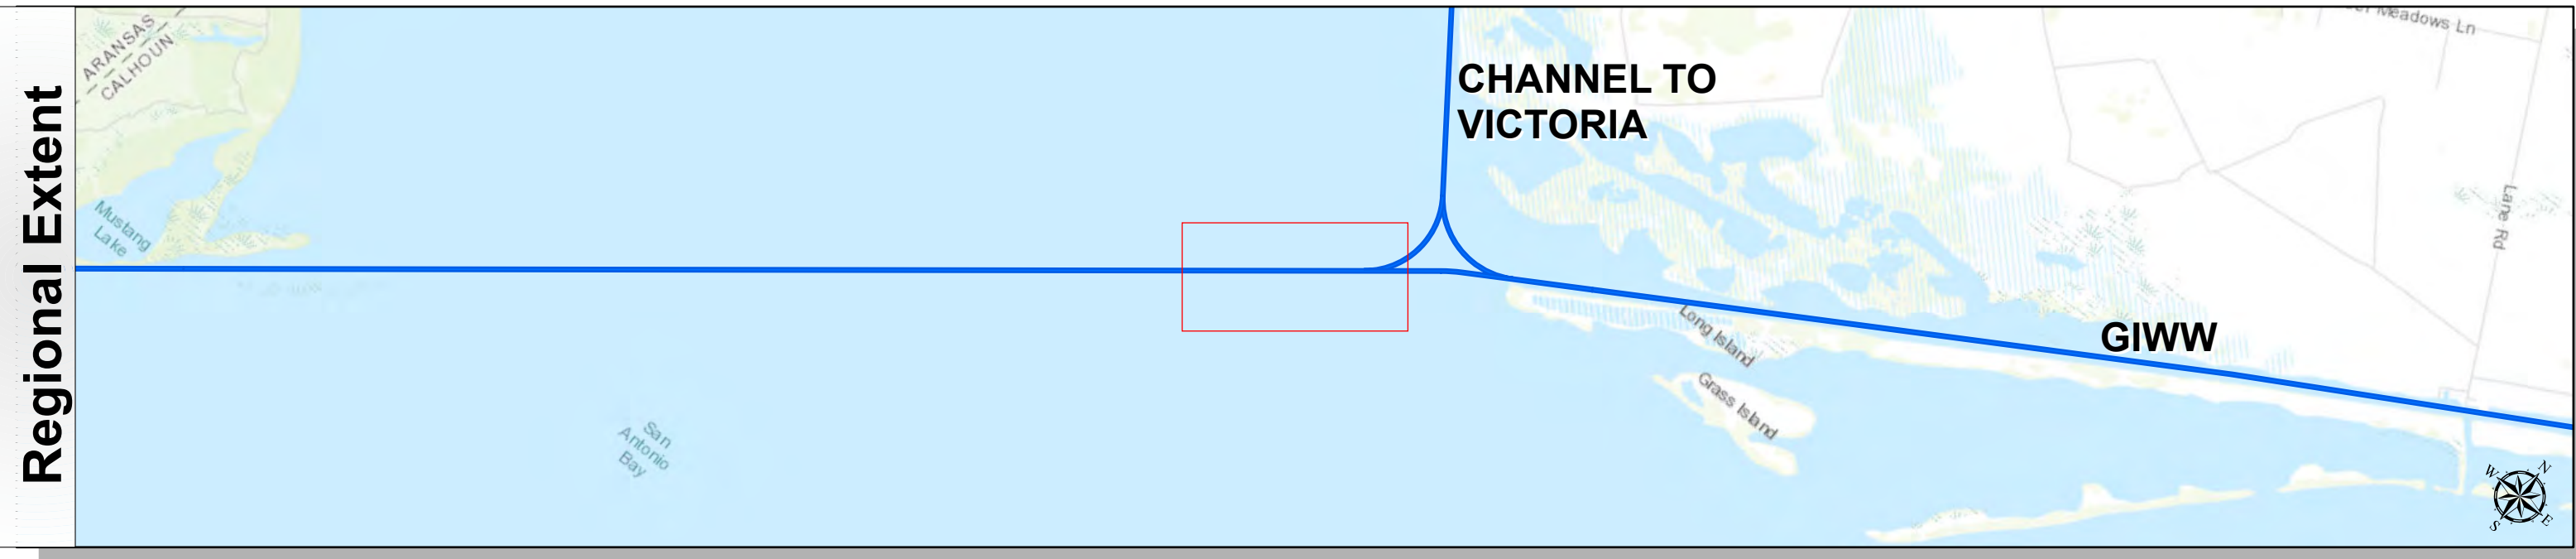 Regional Extent
ARANSAS
CALHOUN
Meadows Ln
CHANNEL TO
VICTORIA
Mustang
Lake
Lane Rd
Long Island
GIWW
Grass Island
San
Antonio
Bay
N
W
E
S